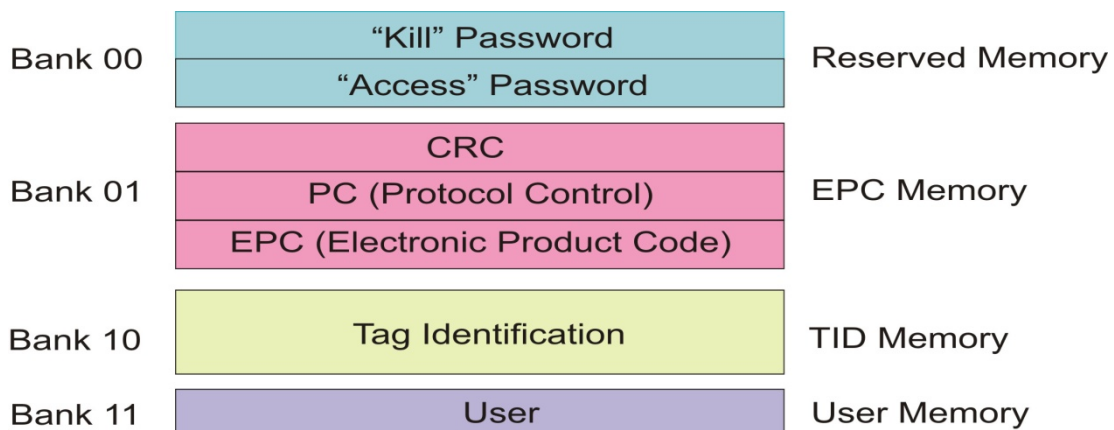 Bank 00
“Kill” Password
“Access” Password
Reserved Memory
Bank 01
CRC
PC (Protocol Control)
EPC (Electronic Product Code)
EPC Memory
Bank 10
Tag Identification
TID Memory
Bank 11
User
User Memory